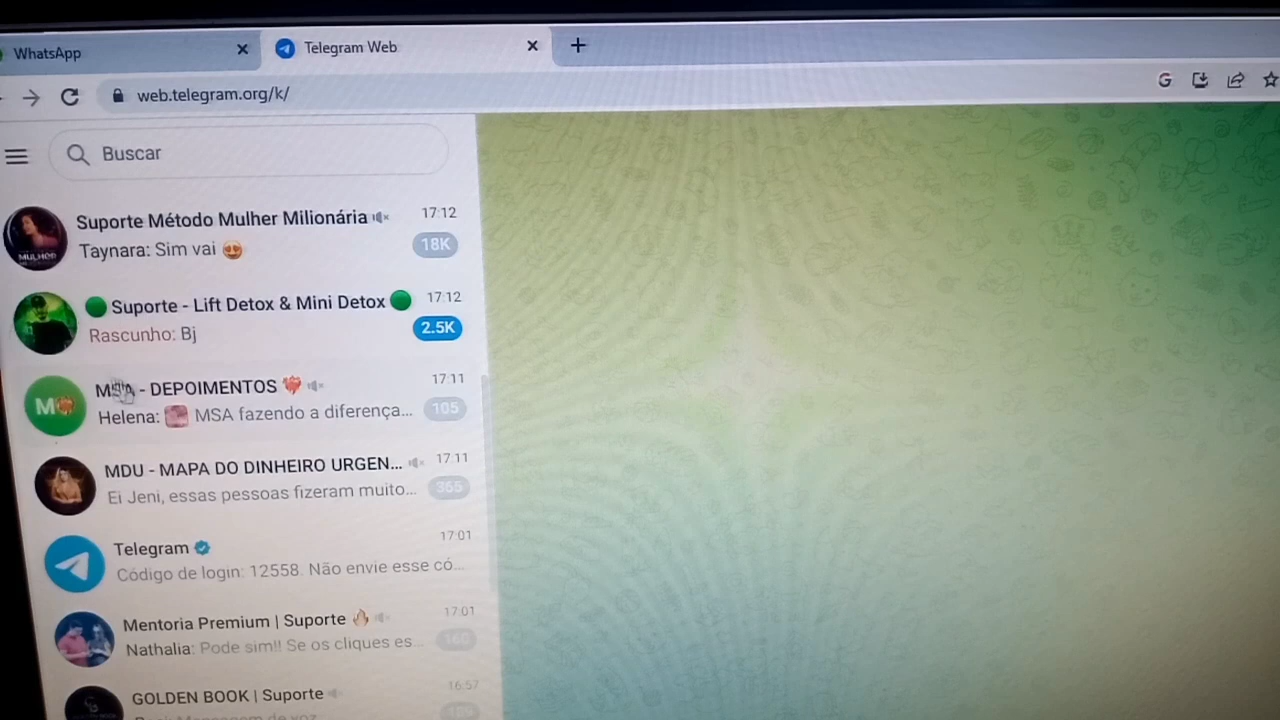 WhatsApp
Telegram Web
web.telegram.org/k/
G
Buscar
Suporte Método Mulher Milionária 17:12
Taynara: Sim vai 😍 18K
MULHER
🟢 Suporte - Lift Detox & Mini Detox 🟢 17:12
Rascunho: Bj 2.5K
- DEPOIMENTOS ❤️‍🔥 17:11
Helena: MSA fazendo a diferença... 105
M❤️‍🔥
MDU - MAPA DO DINHEIRO URGEN... 17:11
Ei Jeni, essas pessoas fizeram muito... 365
Telegram 17:01
Código de login: 12558. Não envie esse có...
Mentoria Premium | Suporte 🔥 17:01
Nathalia: Pode sim!! Se os cliques es...
GOLDEN BOOK | Suporte 16:57